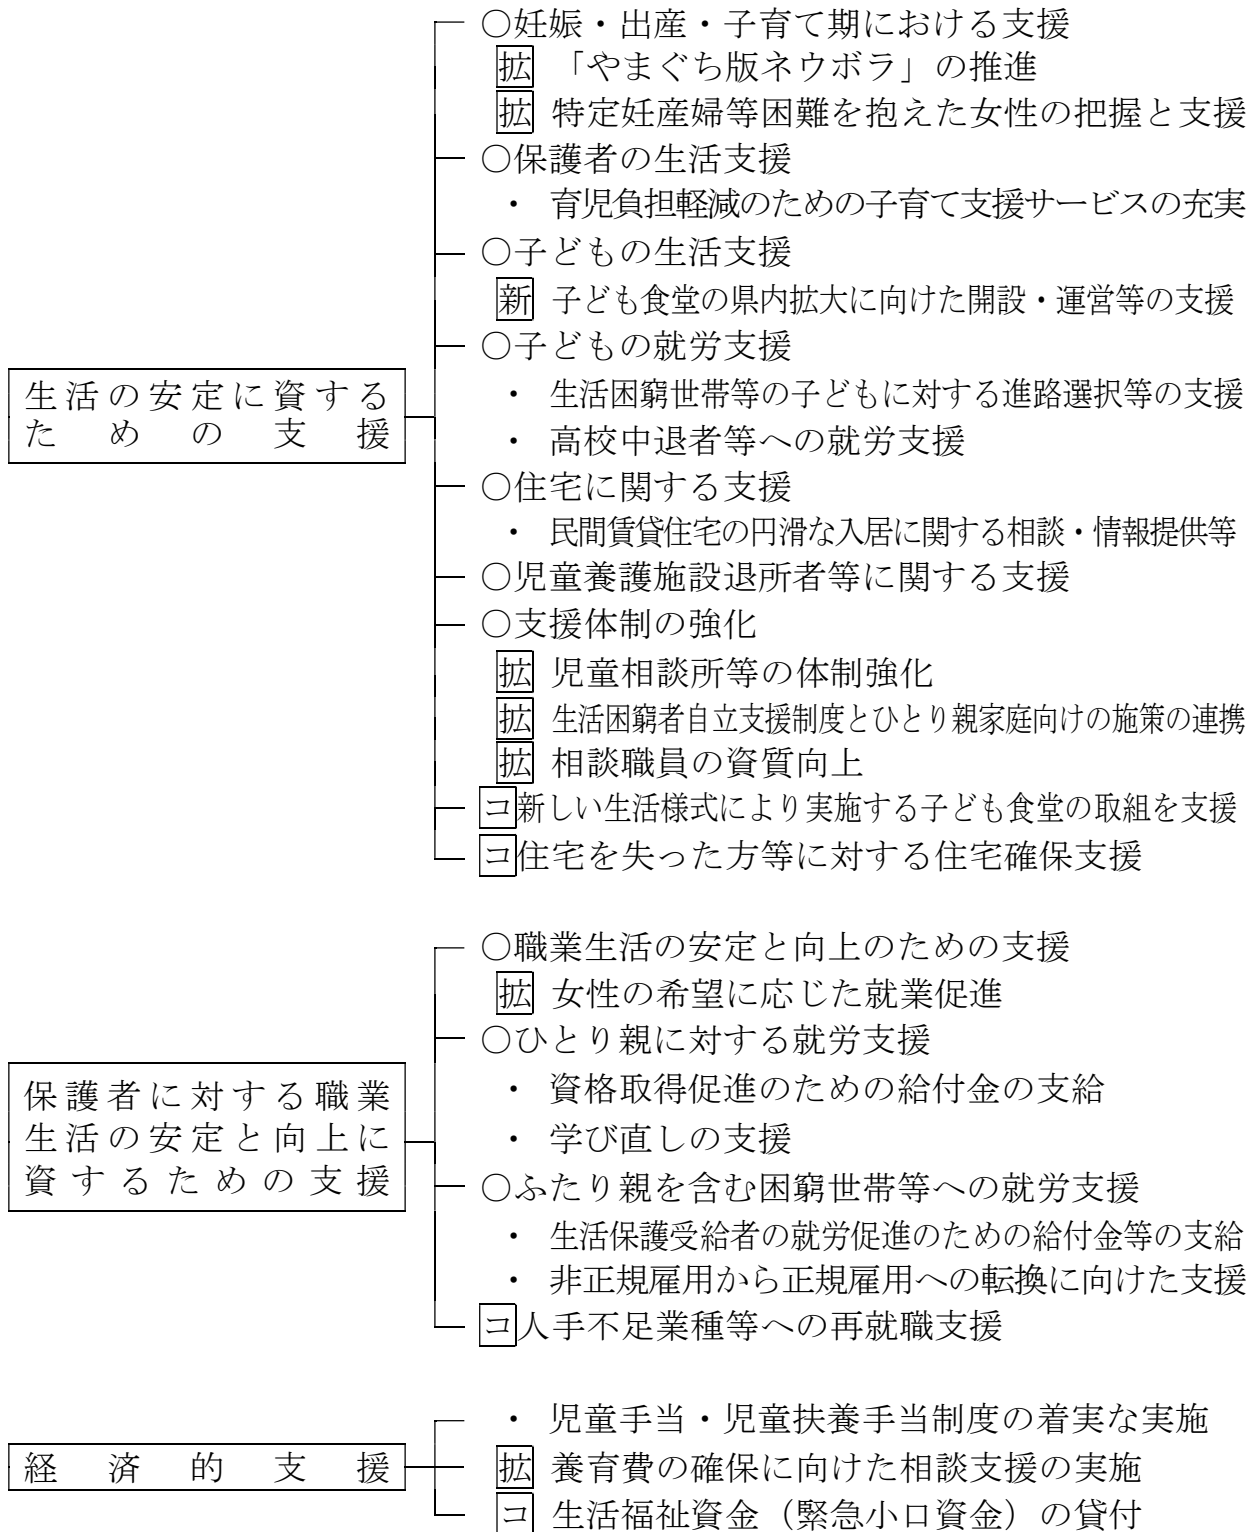 ○妊娠・出産・子育て期における支援
拡 「やまぐち版ネウボラ」の推進
拡 特定妊産婦等困難を抱えた女性の把握と支援
○保護者の生活支援
・ 育児負担軽減のための子育て支援サービスの充実
○子どもの生活支援
新 子ども食堂の県内拡大に向けた開設・運営等の支援
○子どもの就労支援
生活の安定に資する
ための支援
・ 生活困窮世帯等の子どもに対する進路選択等の支援
・ 高校中退者等への就労支援
○住宅に関する支援
・ 民間賃貸住宅の円滑な入居に関する相談・情報提供等
○児童養護施設退所者等に関する支援
○支援体制の強化
拡 児童相談所等の体制強化
拡 生活困窮者自立支援制度とひとり親家庭向けの施策の連携
拡 相談職員の資質向上
コ新しい生活様式により実施する子ども食堂の取組を支援
コ住宅を失った方等に対する住宅確保支援
○職業生活の安定と向上のための支援
拡 女性の希望に応じた就業促進
○ひとり親に対する就労支援
保護者に対する職業
生活の安定と向上に
資するための支援
・ 資格取得促進のための給付金の支給
・ 学び直しの支援
○ふたり親を含む困窮世帯等への就労支援
・ 生活保護受給者の就労促進のための給付金等の支給
・ 非正規雇用から正規雇用への転換に向けた支援
コ人手不足業種等への再就職支援
経済的支援
・ 児童手当・児童扶養手当制度の着実な実施
拡 養育費の確保に向けた相談支援の実施
コ 生活福祉資金（緊急小口資金）の貸付